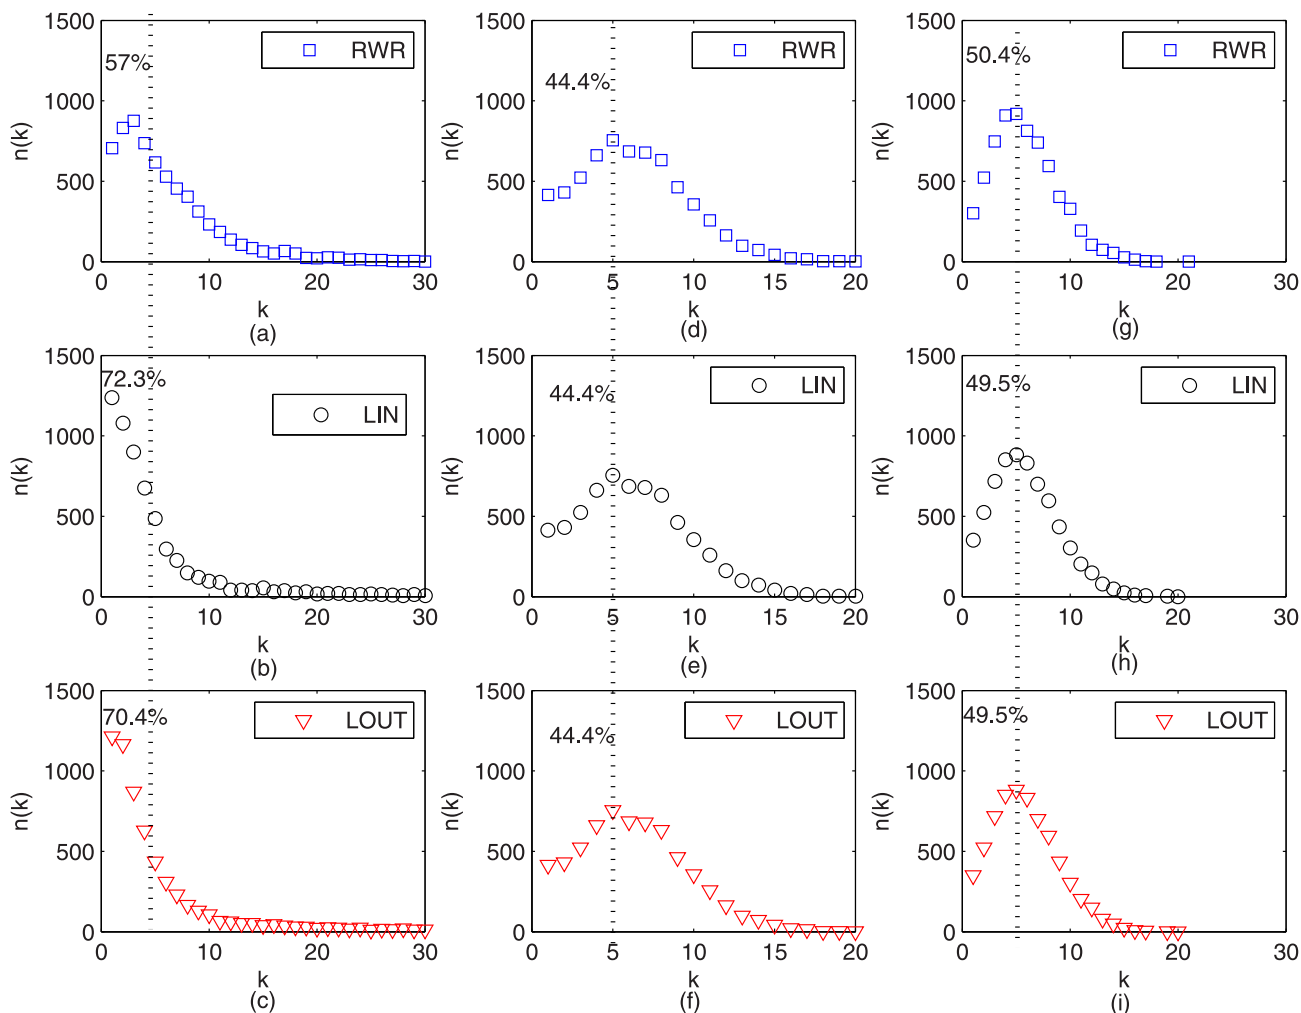 1500
1000
500
0
n(k)
57%
RWR
0 10 20 30
k
(a)
1500
1000
500
0
n(k)
44.4%
RWR
0 5 10 15 20
k
(d)
1500
1000
500
0
n(k)
50.4%
RWR
0 10 20 30
k
(g)
1500
1000
500
0
n(k)
72.3%
LIN
0 10 20 30
k
(b)
1500
1000
500
0
n(k)
44.4%
LIN
0 5 10 15 20
k
(e)
1500
1000
500
0
n(k)
49.5%
LIN
0 10 20 30
k
(h)
1500
1000
500
0
n(k)
70.4%
LOUT
0 10 20 30
k
(c)
1500
1000
500
0
n(k)
44.4%
LOUT
0 5 10 15 20
k
(f)
1500
1000
500
0
n(k)
49.5%
LOUT
0 10 20 30
k
(i)